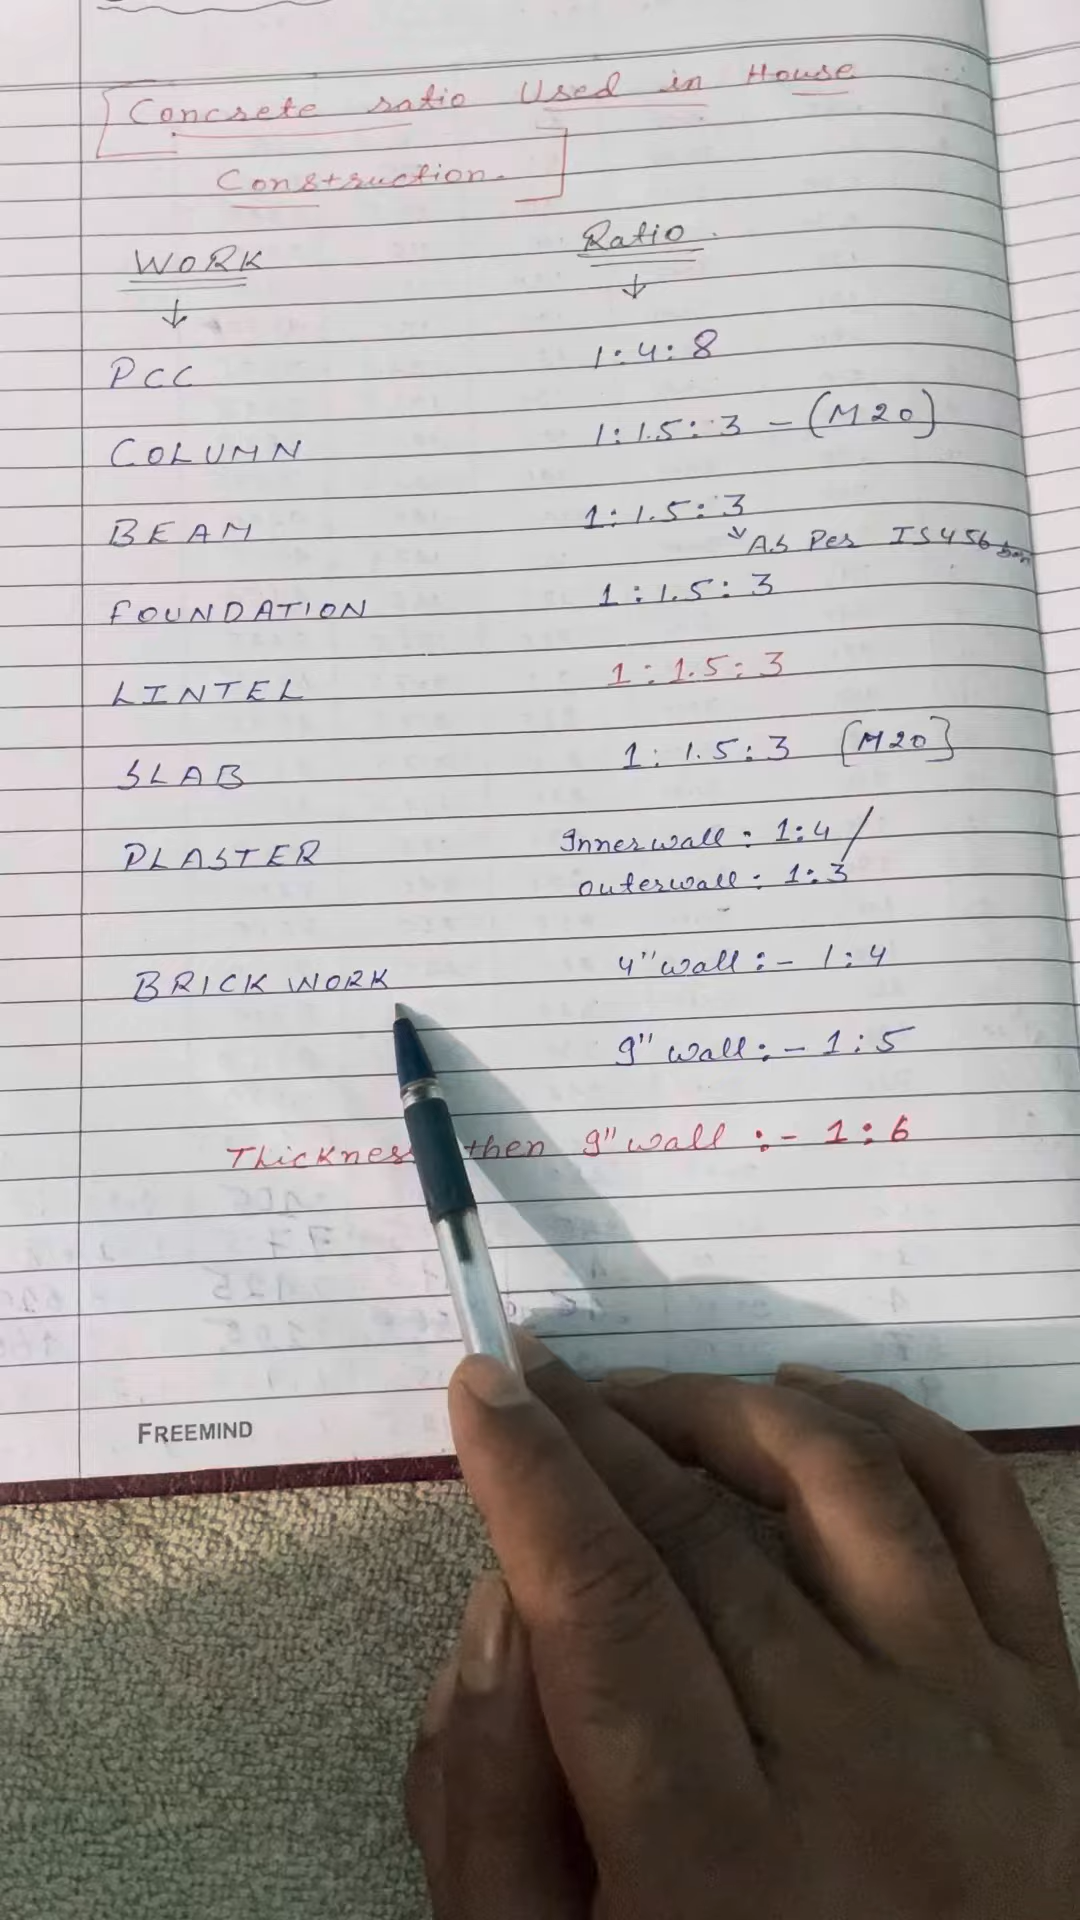 Concrete ratio Used in House
Construction.
WORK Ratio.
PCC 1:4:8
COLUMN 1:1.5:3 - (M20)
BEAM 1:1.5:3
As Per IS456
FOUNDATION 1:1.5:3
LINTEL 1:1.5:3
SLAB 1:1.5:3 [M20]
PLASTER Innerwall: 1:4/
outerwall: 1:3
BRICK WORK 4" wall:- 1:4
9" wall:- 1:5
Thickness then 9" wall:- 1:6
FREEMIND